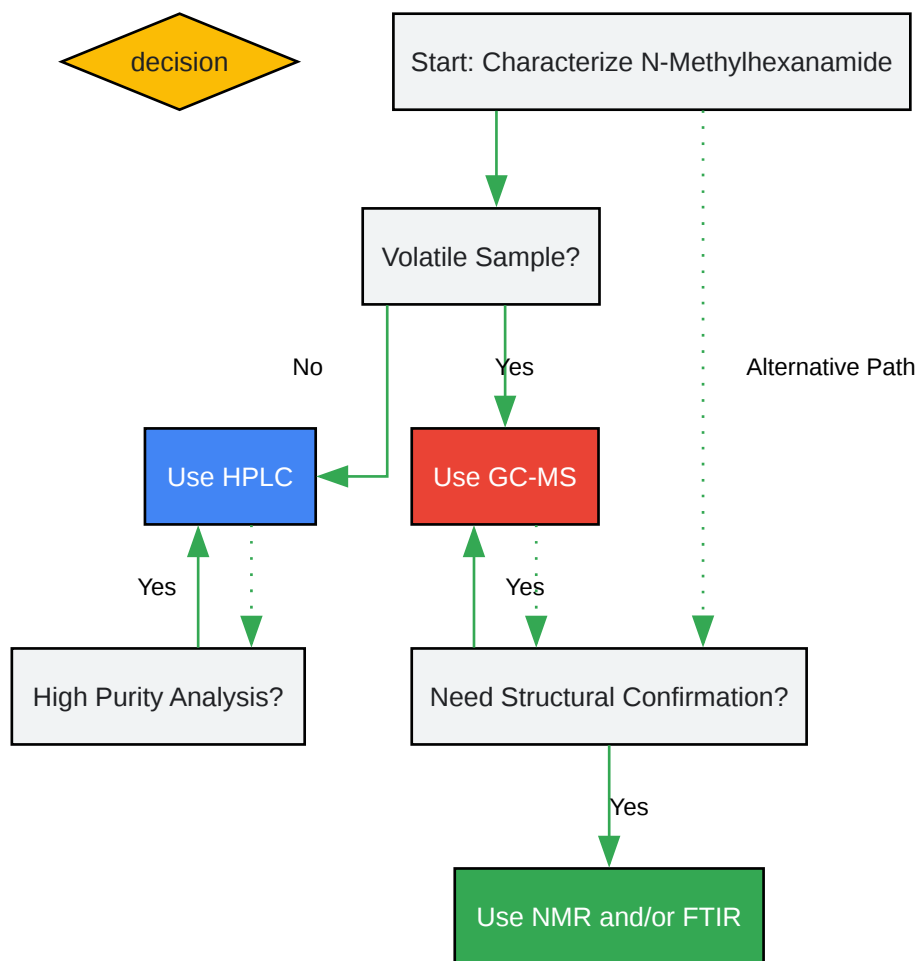 decision
Start: Characterize N-Methylhexanamide
Volatile Sample?
No
Yes
Alternative Path
Use HPLC
Use GC-MS
Yes
Yes
High Purity Analysis?
Need Structural Confirmation?
Yes
Use NMR and/or FTIR